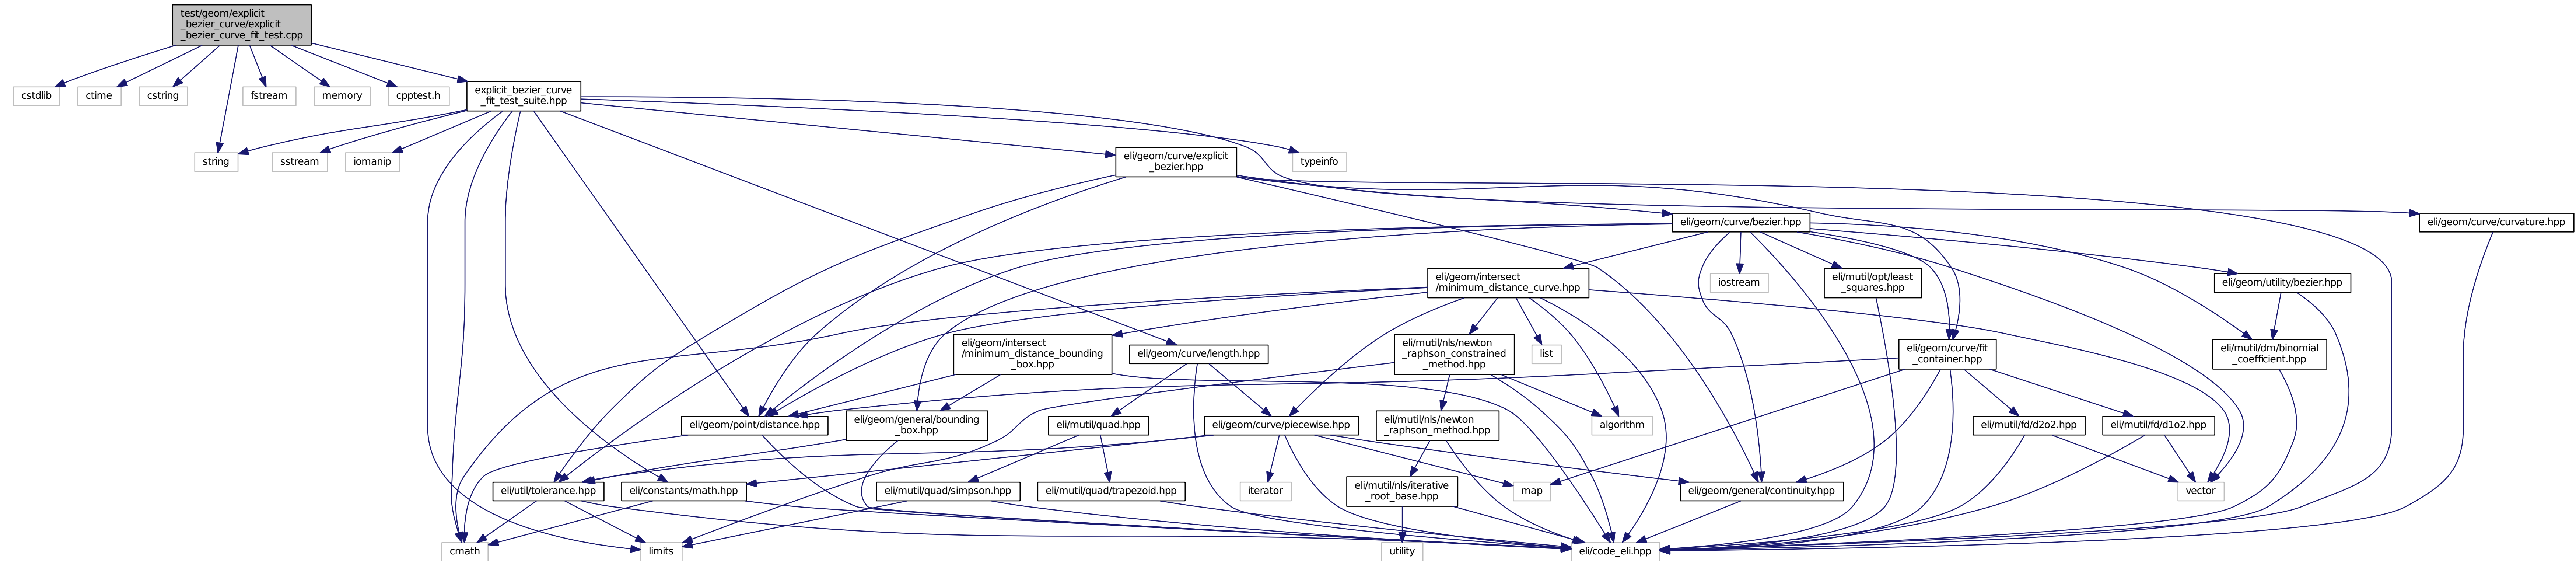 test/geom/explicit
_bezier_curve/explicit
_bezier_curve_fit_test.cpp
cstdlib
ctime
cstring
fstream
memory
cpptest.h
explicit_bezier_curve
_fit_test_suite.hpp
string
sstream
iomanip
eli/geom/curve/explicit
_bezier.hpp
typeinfo
eli/geom/curve/bezier.hpp
eli/geom/curve/curvature.hpp
eli/geom/intersect
/minimum_distance_curve.hpp
iostream
eli/mutil/opt/least
_squares.hpp
eli/geom/utility/bezier.hpp
eli/geom/intersect
/minimum_distance_bounding
_box.hpp
eli/geom/curve/length.hpp
eli/mutil/nls/newton
_raphson_constrained
_method.hpp
list
eli/geom/curve/fit
_container.hpp
eli/mutil/dm/binomial
_coefficient.hpp
eli/geom/point/distance.hpp
eli/geom/general/bounding
_box.hpp
eli/mutil/quad.hpp
eli/geom/curve/piecewise.hpp
eli/mutil/nls/newton
_raphson_method.hpp
algorithm
eli/mutil/fd/d2o2.hpp
eli/mutil/fd/d1o2.hpp
eli/util/tolerance.hpp
eli/constants/math.hpp
eli/mutil/quad/simpson.hpp
eli/mutil/quad/trapezoid.hpp
iterator
eli/mutil/nls/iterative
_root_base.hpp
map
eli/geom/general/continuity.hpp
vector
cmath
limits
utility
eli/code_eli.hpp